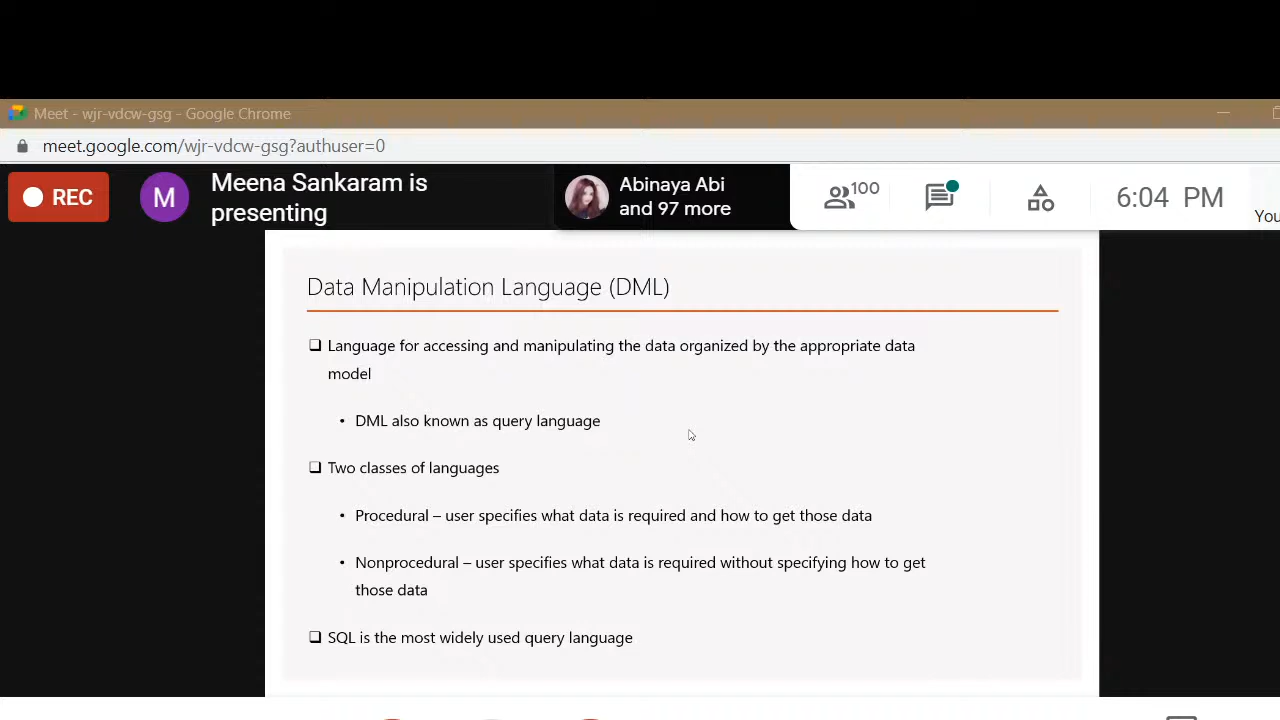 Meet - wjr-vdcw-gsg - Google Chrome
meet.google.com/wjr-vdcw-gsg?authuser=0
REC
M
Meena Sankaram is
presenting
Abinaya Abi
and 97 more
100
6:04 PM
You
Data Manipulation Language (DML)
❑ Language for accessing and manipulating the data organized by the appropriate data
model
• DML also known as query language
❑ Two classes of languages
• Procedural – user specifies what data is required and how to get those data
• Nonprocedural – user specifies what data is required without specifying how to get
those data
❑ SQL is the most widely used query language